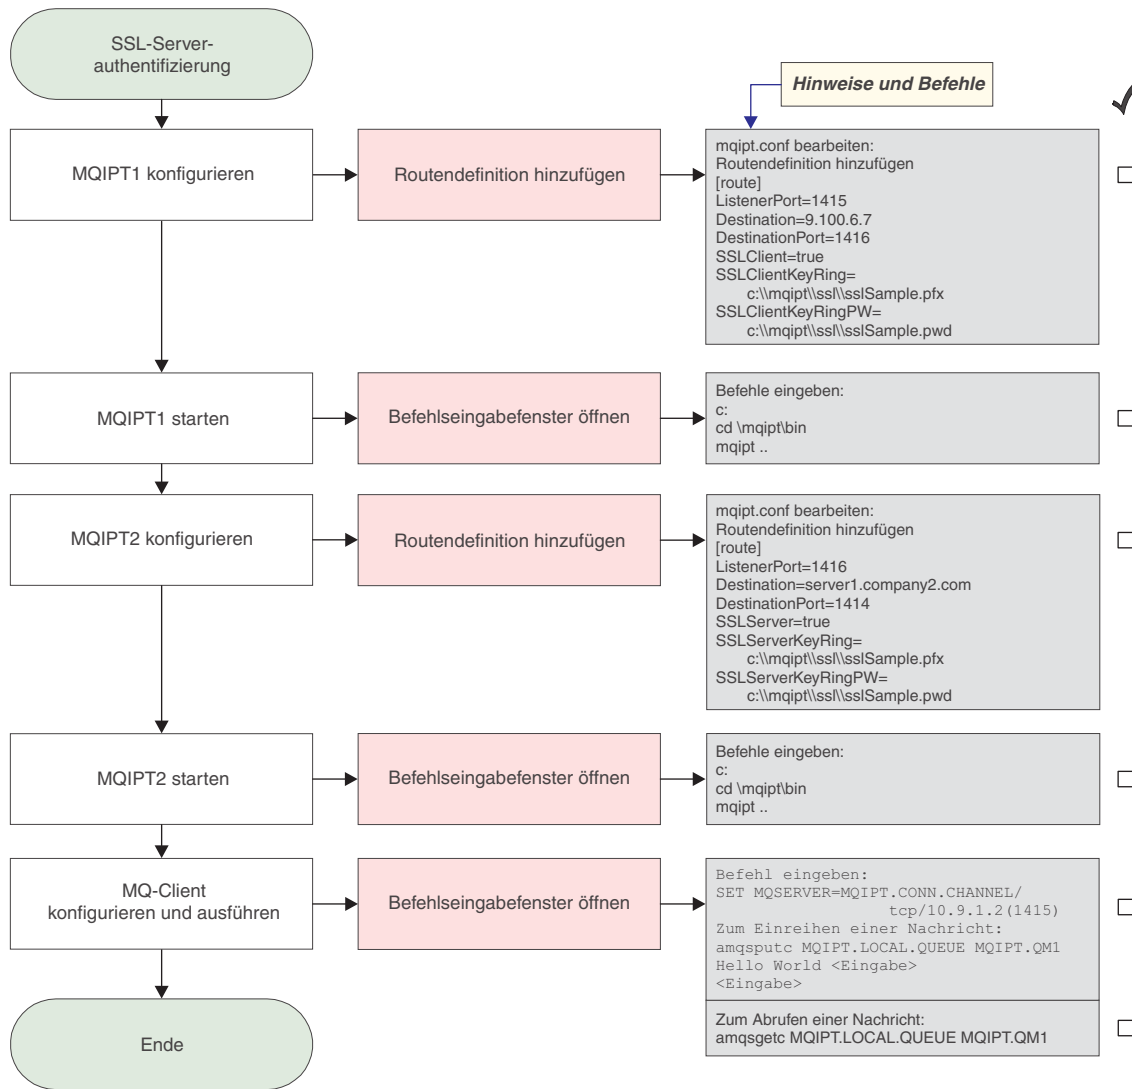 SSL-Server-
authentifizierung
Hinweise und Befehle
MQIPT1 konfigurieren
Routendefinition hinzufügen
mqipt.conf bearbeiten:
Routendefinition hinzufügen
[route]
ListenerPort=1415
Destination=9.100.6.7
DestinationPort=1416
SSLClient=true
SSLClientKeyRing=
c:\\mqipt\\ssl\\sslSample.pfx
SSLClientKeyRingPW=
c:\\mqipt\\ssl\\sslSample.pwd
MQIPT1 starten
Befehlseingabefenster öffnen
Befehle eingeben:
c:
cd \mqipt\bin
mqipt ..
MQIPT2 konfigurieren
Routendefinition hinzufügen
mqipt.conf bearbeiten:
Routendefinition hinzufügen
[route]
ListenerPort=1416
Destination=server1.company2.com
DestinationPort=1414
SSLServer=true
SSLServerKeyRing=
c:\\mqipt\\ssl\\sslSample.pfx
SSLServerKeyRingPW=
c:\\mqipt\\ssl\\sslSample.pwd
MQIPT2 starten
Befehlseingabefenster öffnen
Befehle eingeben:
c:
cd \mqipt\bin
mqipt ..
MQ-Client
konfigurieren und ausführen
Befehlseingabefenster öffnen
Befehl eingeben:
SET MQSERVER=MQIPT.CONN.CHANNEL/
tcp/10.9.1.2(1415)
Zum Einreihen einer Nachricht:
amqsputc MQIPT.LOCAL.QUEUE MQIPT.QM1
Hello World <Eingabe>
<Eingabe>
Zum Abrufen einer Nachricht:
amqsgetc MQIPT.LOCAL.QUEUE MQIPT.QM1
Ende